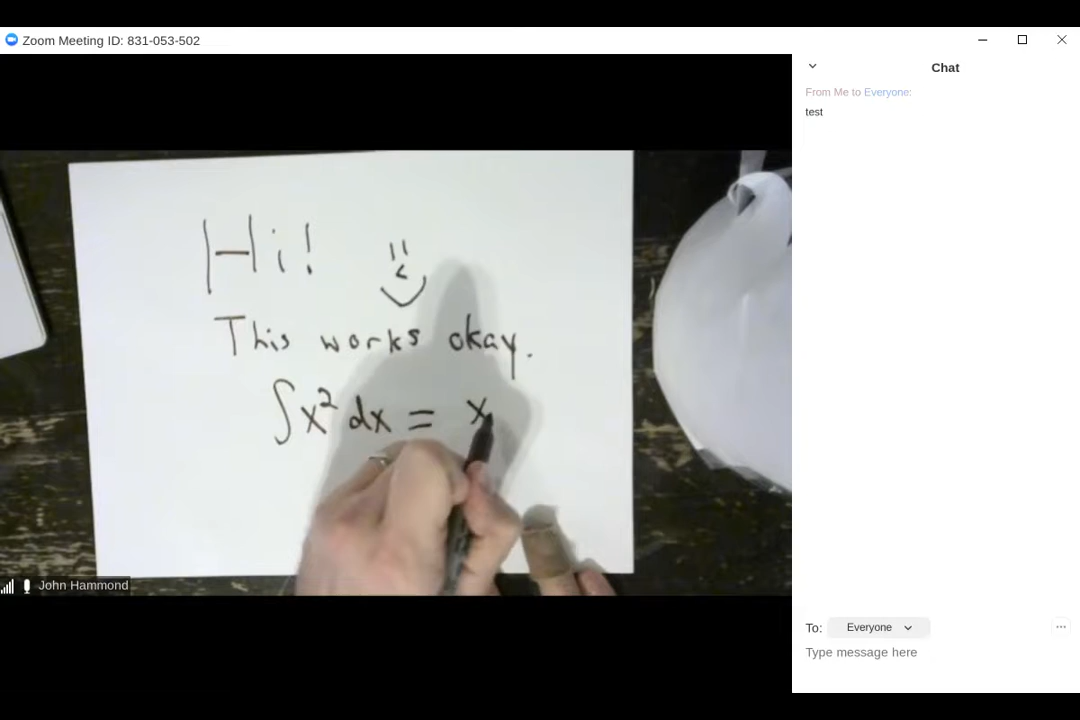 Zoom Meeting ID: 831-053-502
Chat
From Me to Everyone:
test
Hi!
This works okay.
∫x² dx = x
John Hammond
To: Everyone
Type message here